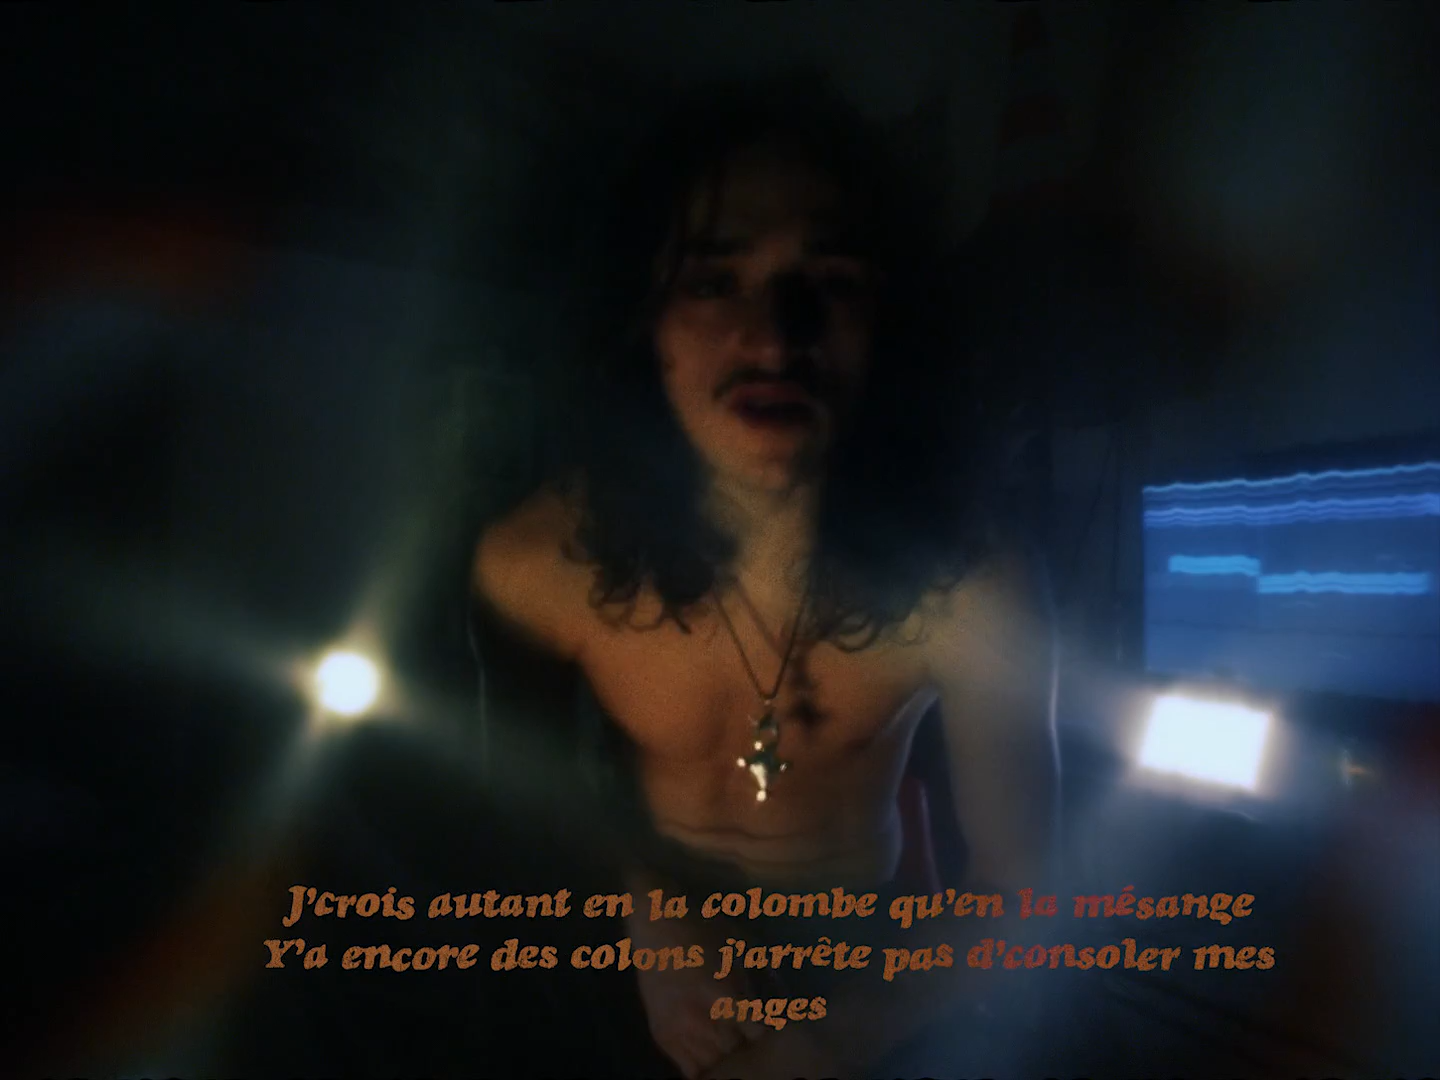 J'crois autant en la colombe qu'en la mésange
Y'a encore des colons j'arrête pas d'consoler mes
anges